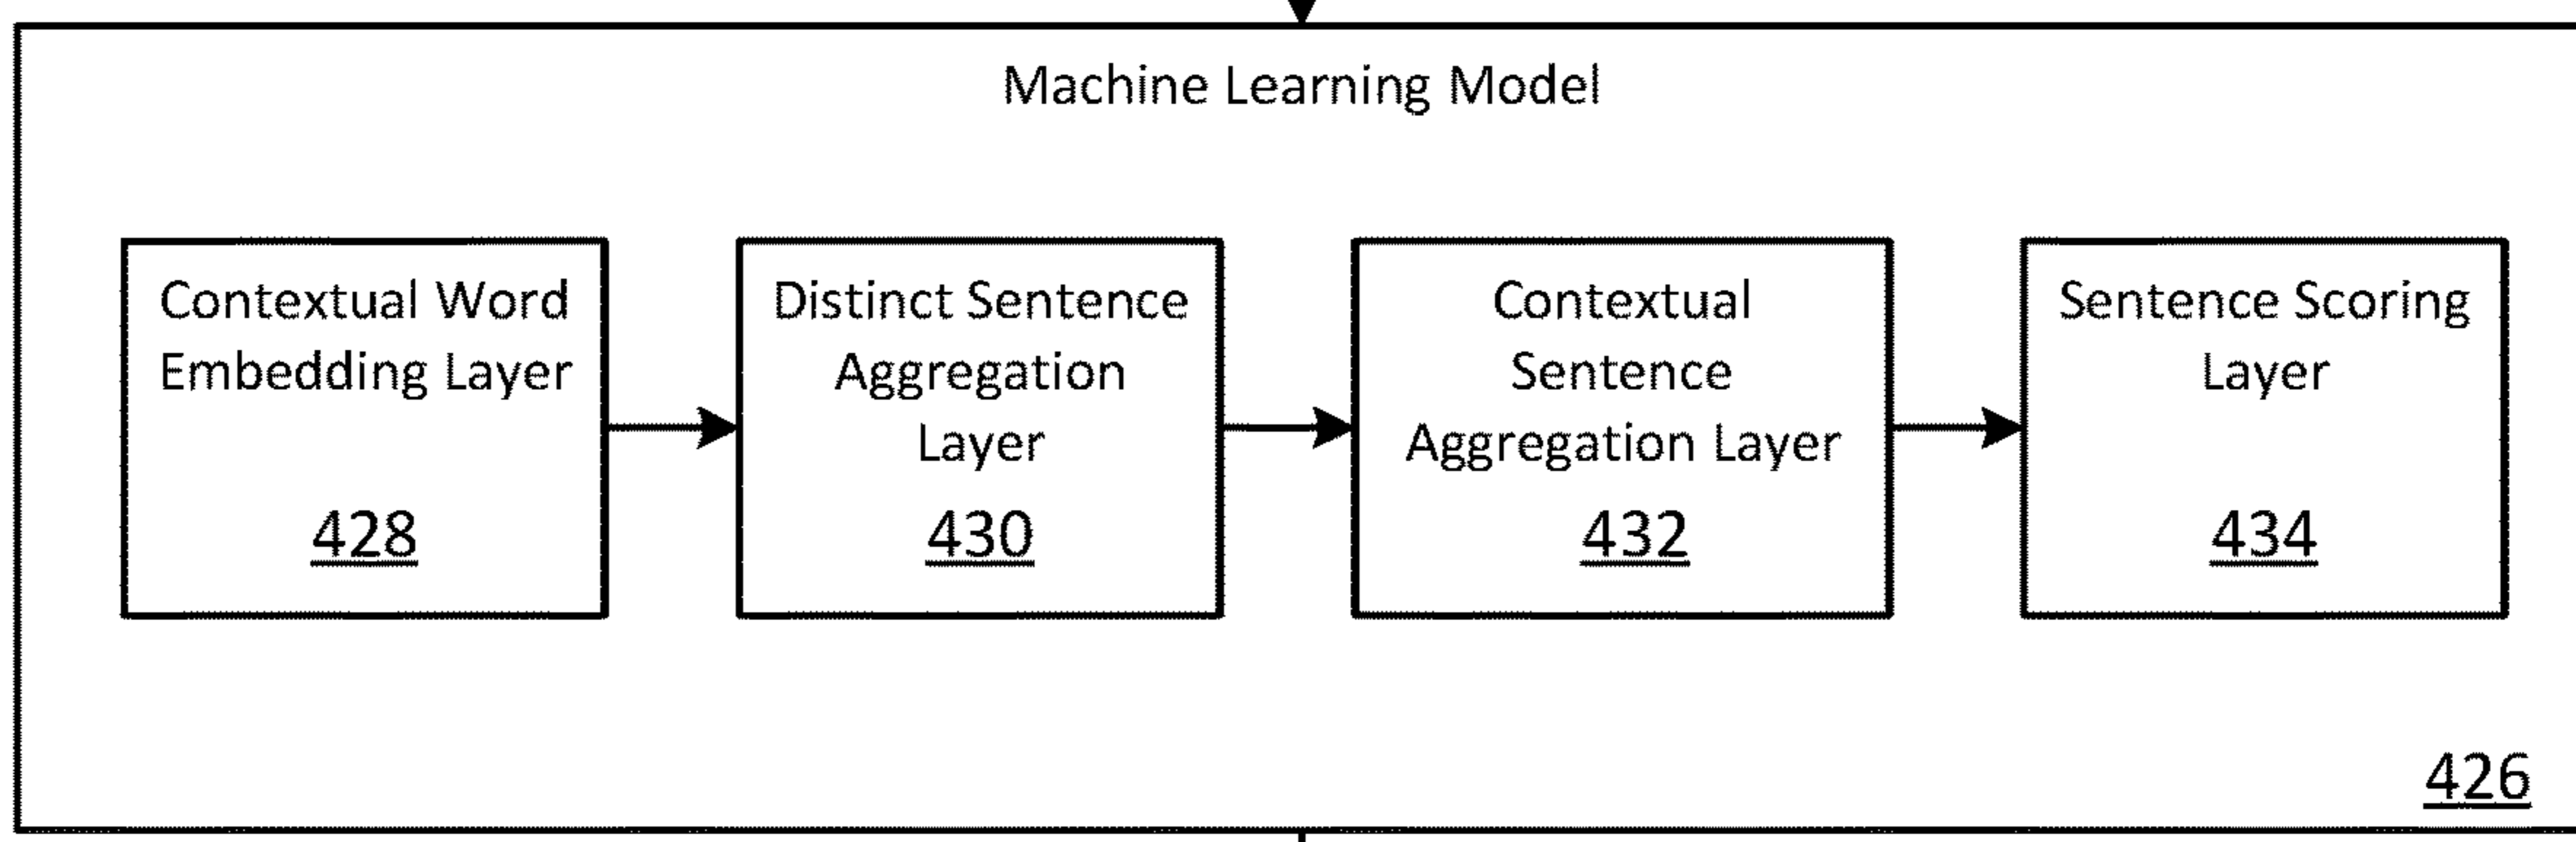 Machine Learning Model
Contextual Word
Embedding Layer
428
Distinct Sentence
Aggregation
Layer
430
Contextual
Sentence
Aggregation Layer
432
Sentence Scoring
Layer
434
426